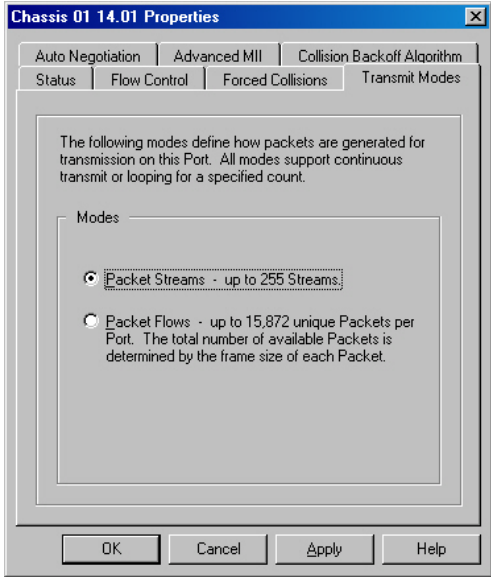 Chassis 01 14.01 Properties
Auto Negotiation Advanced MII Collision Backoff Algorithm
Status Flow Control Forced Collisions Transmit Modes
The following modes define how packets are generated for
transmission on this Port. All modes support continuous
transmit or looping for a specified count.
Modes
Packet Streams - up to 255 Streams.
Packet Flows - up to 15,872 unique Packets per
Port. The total number of available Packets is
determined by the frame size of each Packet.
OK Cancel Apply Help